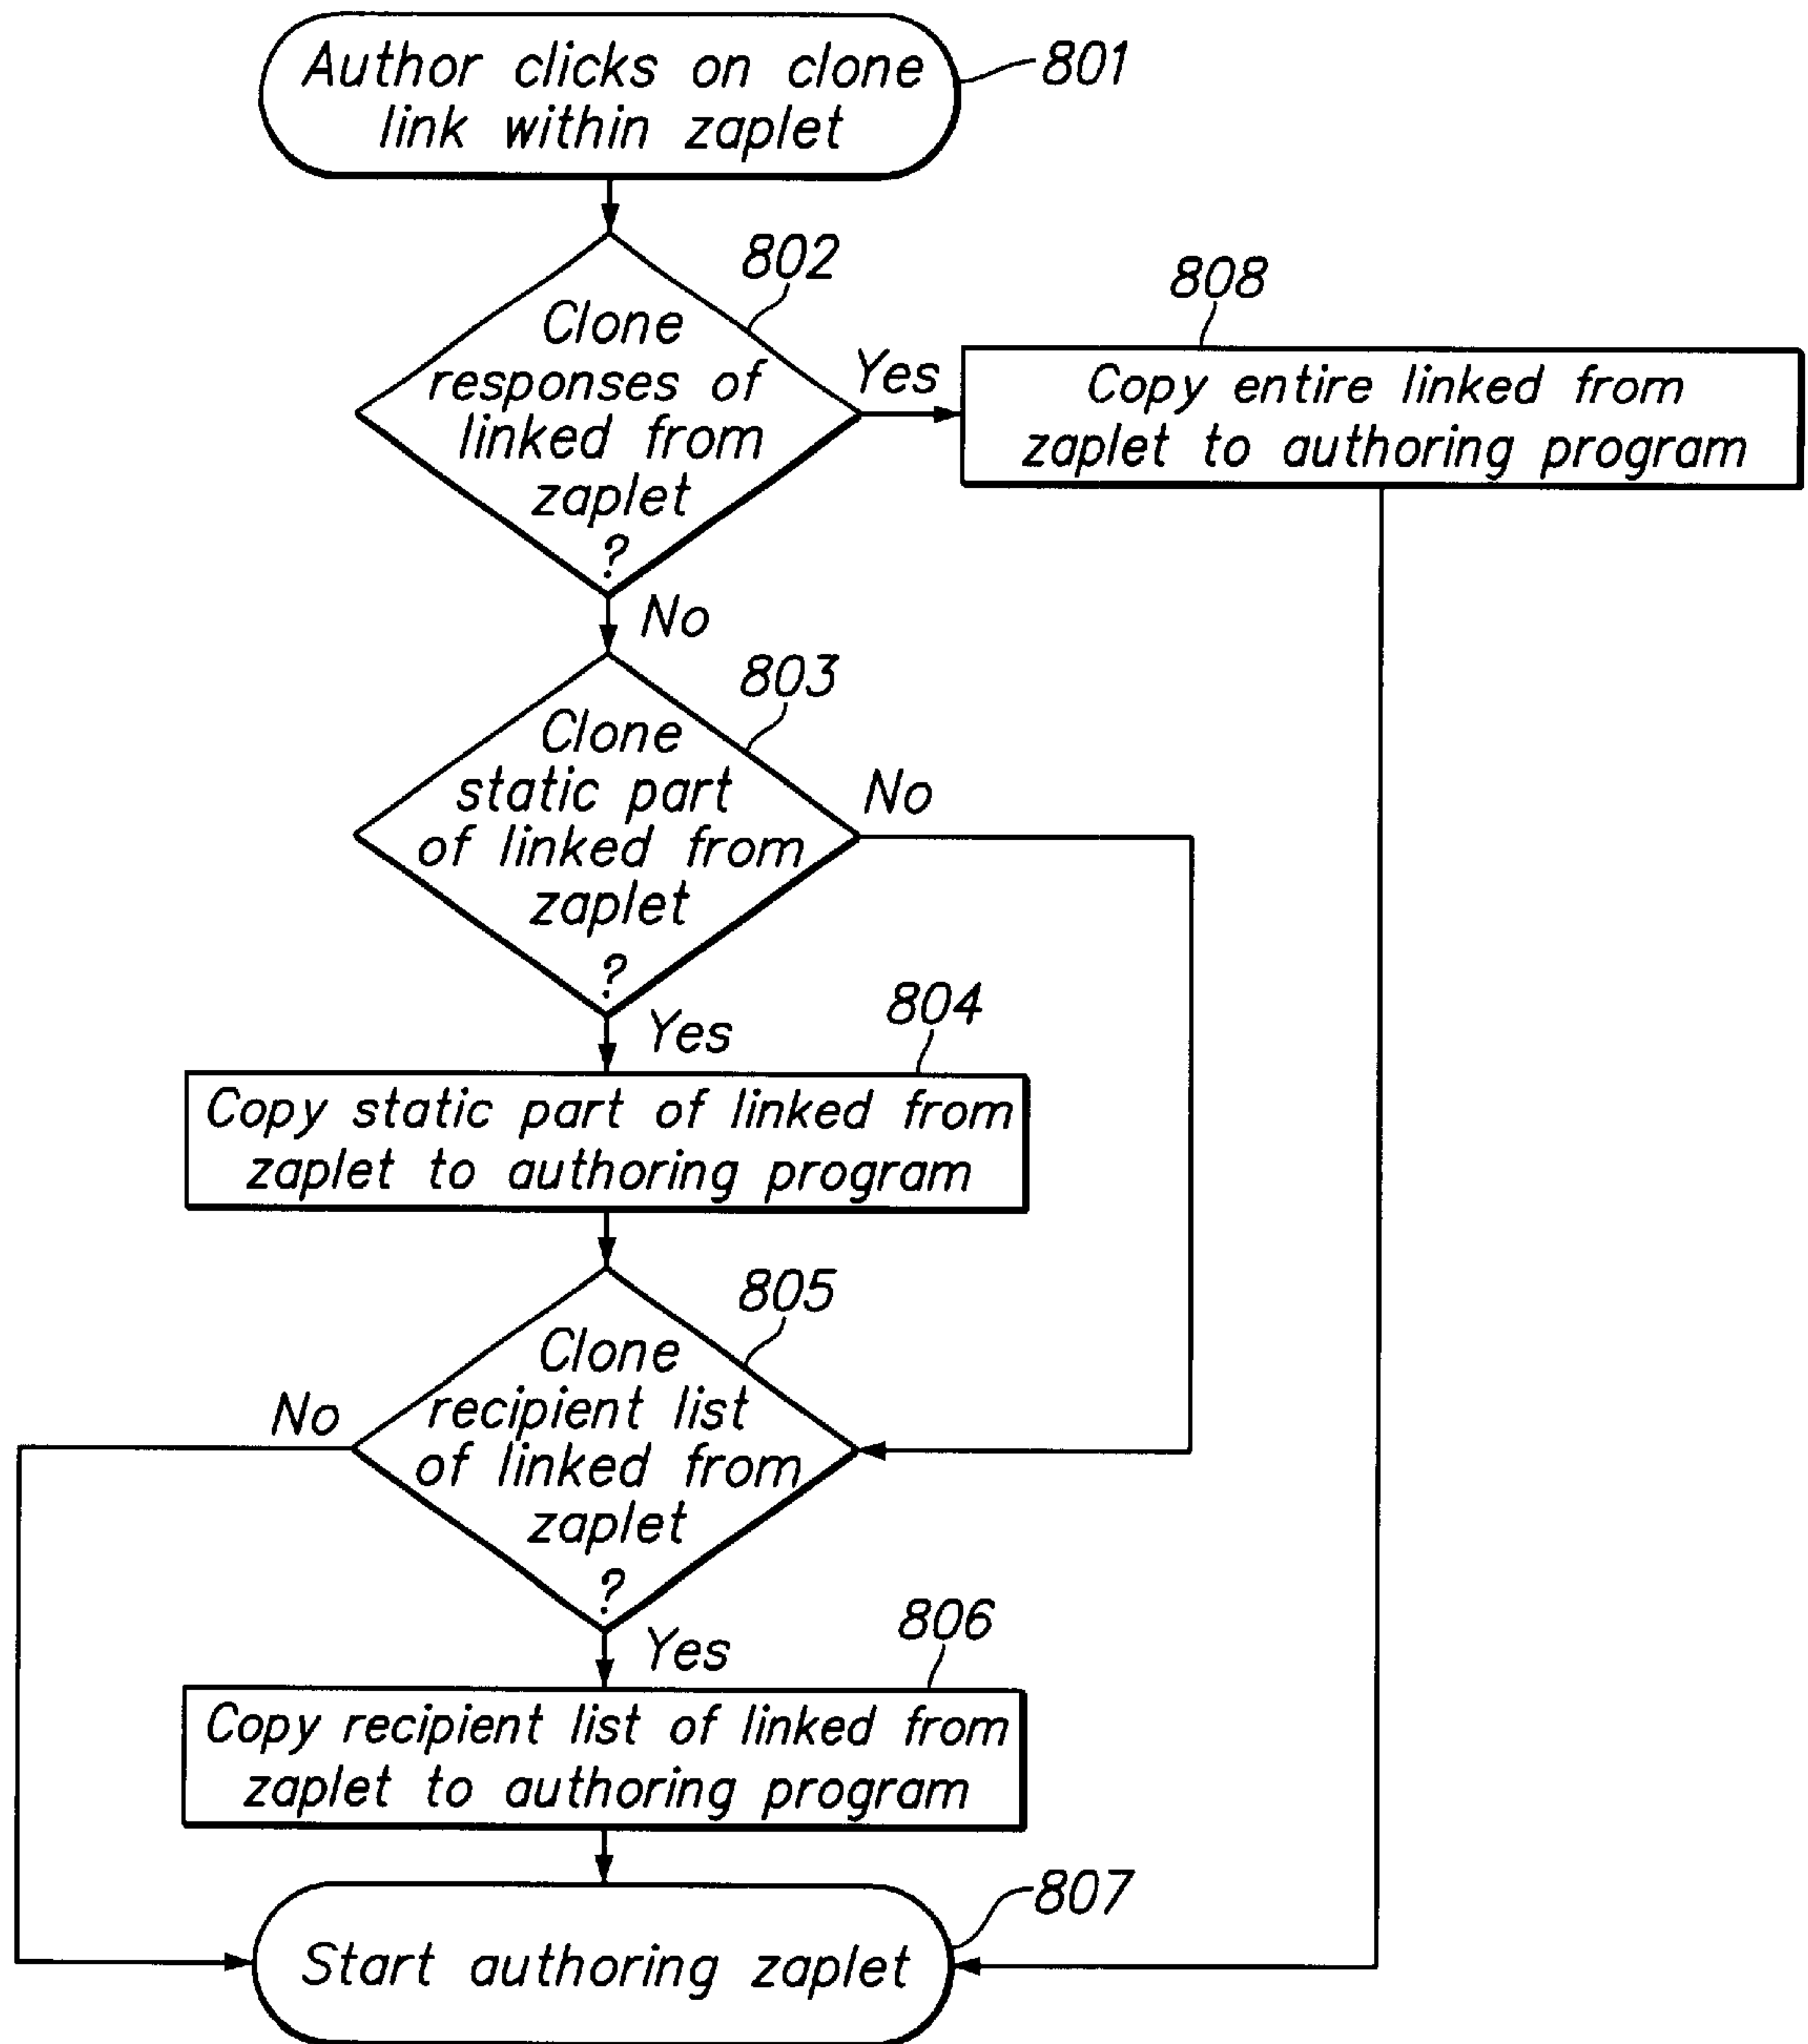 Author clicks on clone
link within zaplet
801
802
Clone
responses of
linked from
zaplet
?
Yes
808
Copy entire linked from
zaplet to authoring program
No
803
Clone
static part
of linked from
zaplet
?
No
Yes
804
Copy static part of linked from
zaplet to authoring program
805
Clone
recipient list
of linked from
zaplet
?
No
Yes
806
Copy recipient list of linked from
zaplet to authoring program
807
Start authoring zaplet